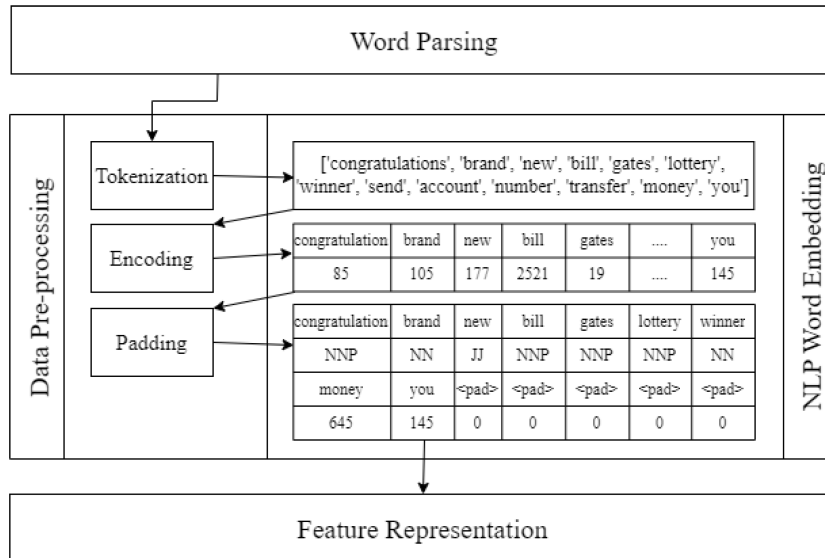 Word Parsing
Data Pre-processing
Tokenization
['congratulations', 'brand', 'new', 'bill', 'gates', 'lottery',
'winner', 'send', 'account', 'number', 'transfer', 'money', 'you']
Encoding
congratulation brand new bill gates .... you
85 105 177 2521 19 .... 145
Padding
congratulation brand new bill gates lottery winner
NNP NN JJ NNP NNP NNP NN
money you <pad> <pad> <pad> <pad> <pad>
645 145 0 0 0 0 0
NLP Word Embedding
Feature Representation